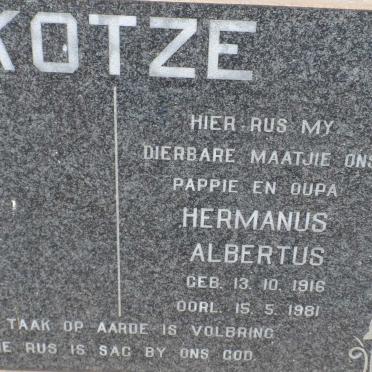 KOTZE
HIER RUS MY
DIERBARE MAATJIE ONS
PAPPIE EN OUPA
HERMANUS
ALBERTUS
GEB. 13. 10. 1916
OORL. 15. 5. 1981
TAAK OP AARDE IS VOLBRING
RUS IS SAG BY ONS GOD.